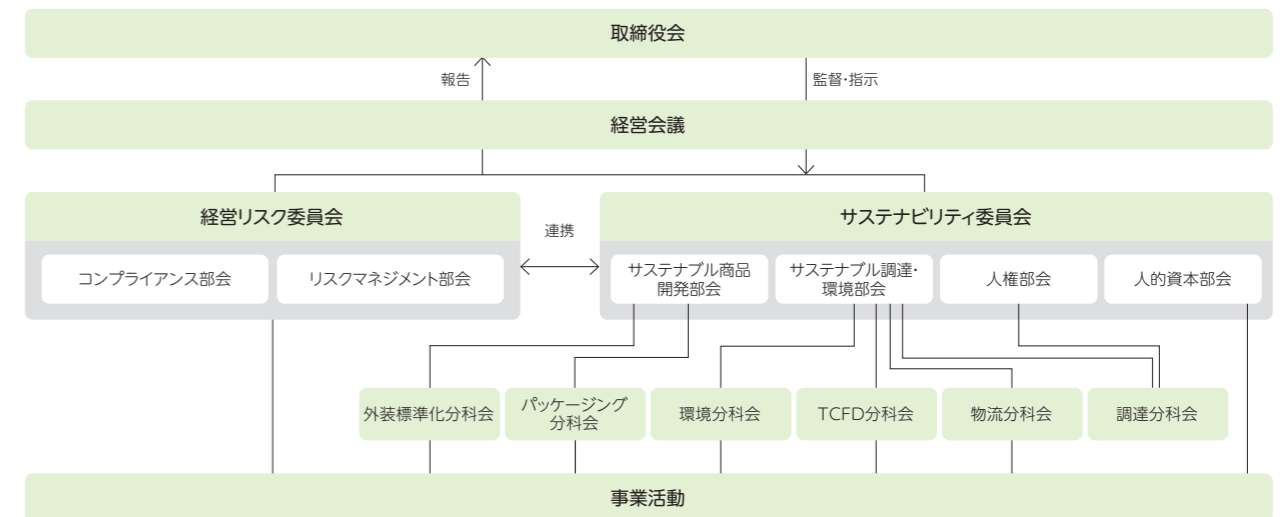 取締役会
報告
監督・指示
経営会議
経営リスク委員会
サステナビリティ委員会
連携
コンプライアンス部会
リスクマネジメント部会
サステナブル商品
開発部会
サステナブル調達・
環境部会
人権部会
人的資本部会
外装標準化分科会
パッケージング
分科会
環境分科会
TCFD分科会
物流分科会
調達分科会
事業活動